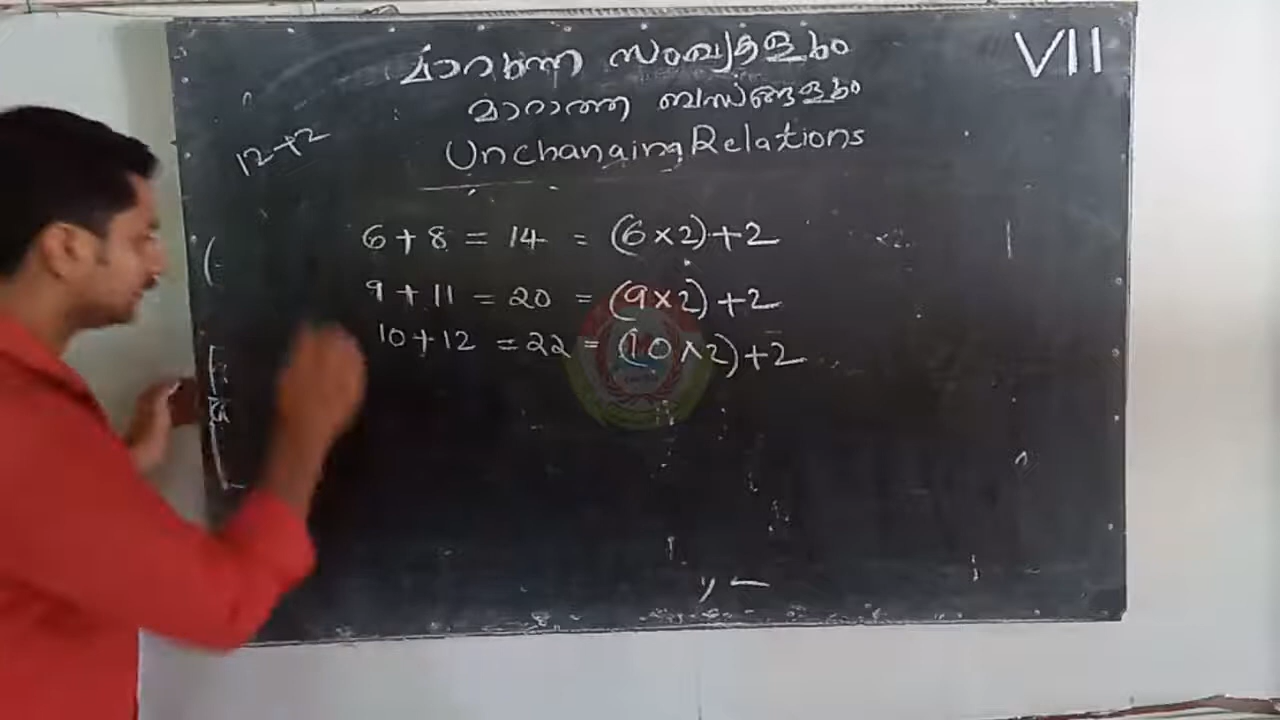 മാറുന്ന സംഖ്യകളും
VII
മാറാത്ത ബന്ധങ്ങളും
12+2
Unchanging Relations
6 + 8 = 14 = (6×2)+2
9 + 11 = 20 = (9×2)+2
10+12 = 22 = (10×2)+2